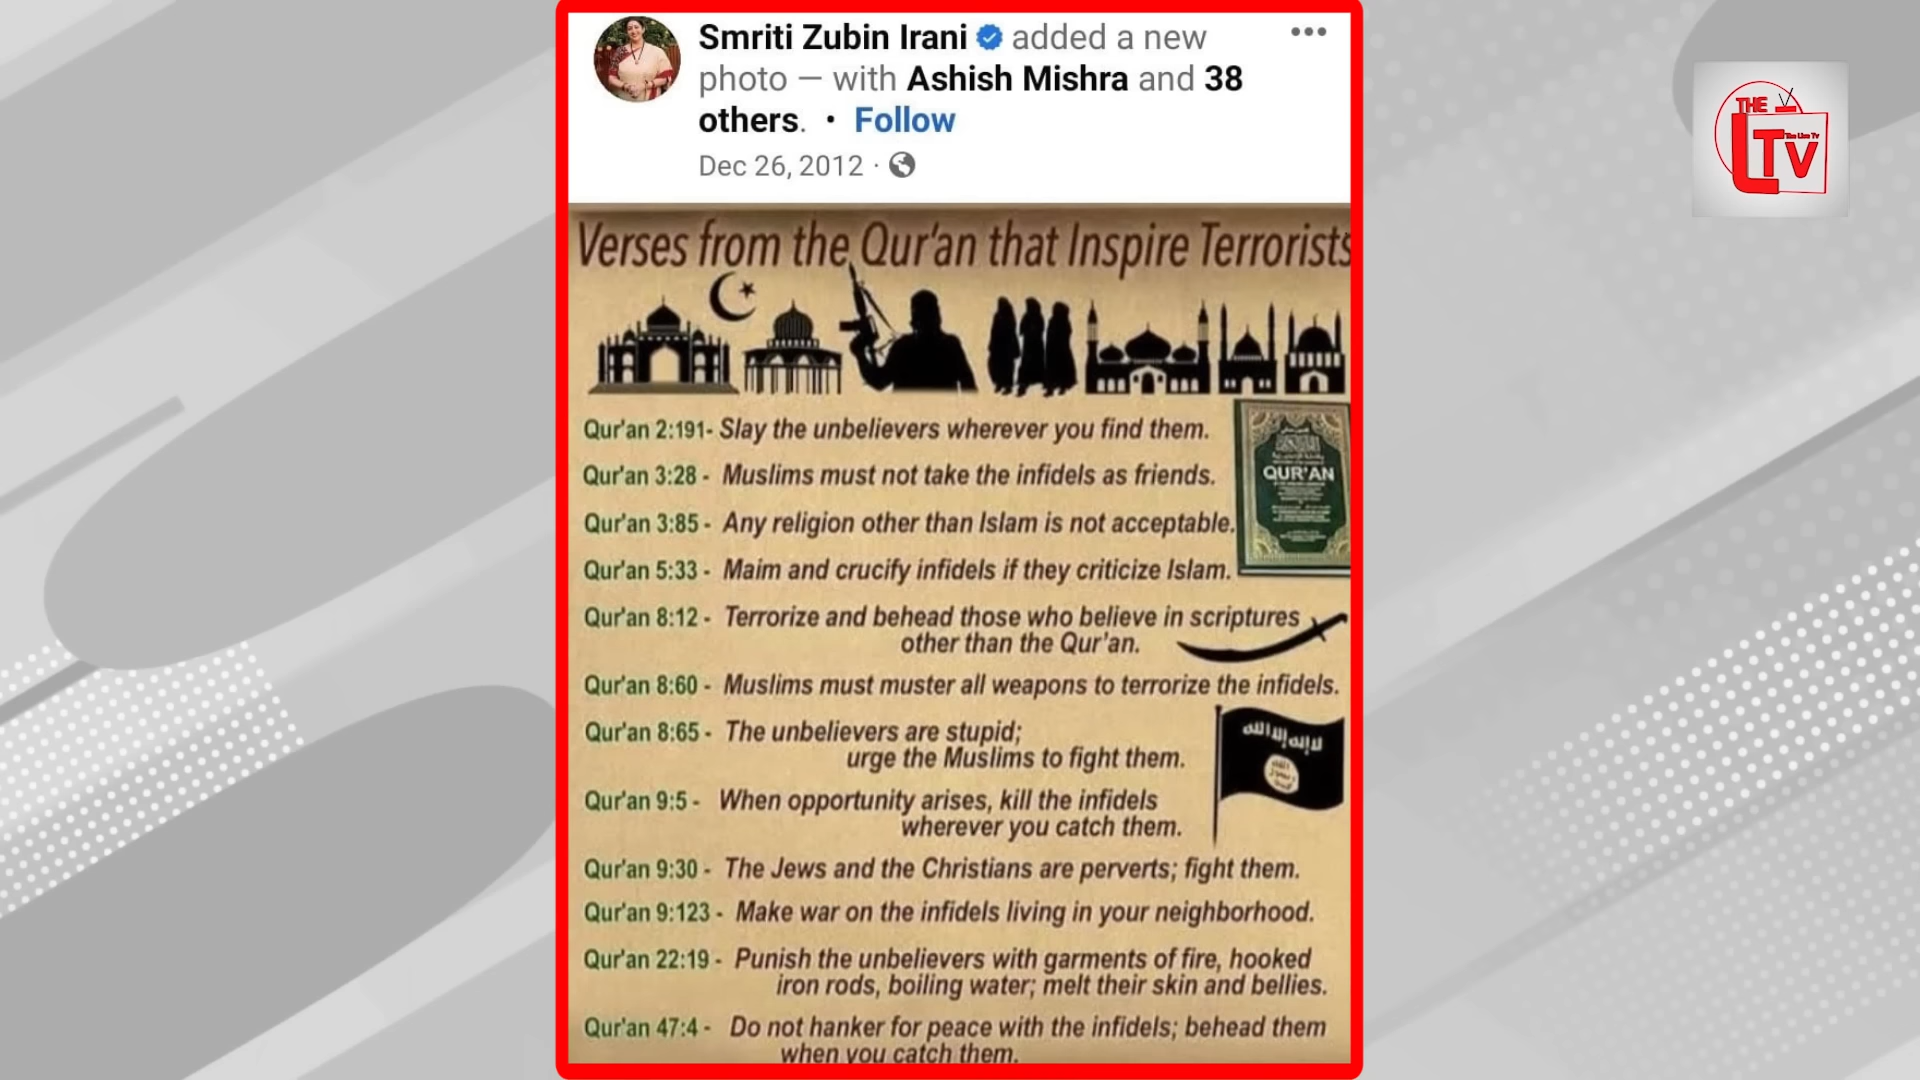 Smriti Zubin Irani added a new
photo — with Ashish Mishra and 38
others. · Follow
Dec 26, 2012 ·
THE
LTV
The Live Tv
Verses from the Qur'an that Inspire Terrorists
Qur'an 2:191- Slay the unbelievers wherever you find them.
Qur'an 3:28 - Muslims must not take the infidels as friends.
QUR'AN
Qur'an 3:85 - Any religion other than Islam is not acceptable.
Qur'an 5:33 - Maim and crucify infidels if they criticize Islam.
Qur'an 8:12 - Terrorize and behead those who believe in scriptures
other than the Qur'an.
Qur'an 8:60 - Muslims must muster all weapons to terrorize the infidels.
Qur'an 8:65 - The unbelievers are stupid;
urge the Muslims to fight them.
لا إله إلا الله
الله
رسول
محمد
Qur'an 9:5 - When opportunity arises, kill the infidels
wherever you catch them.
Qur'an 9:30 - The Jews and the Christians are perverts; fight them.
Qur'an 9:123 - Make war on the infidels living in your neighborhood.
Qur'an 22:19 - Punish the unbelievers with garments of fire, hooked
iron rods, boiling water; melt their skin and bellies.
Qur'an 47:4 - Do not hanker for peace with the infidels; behead them
when you catch them.